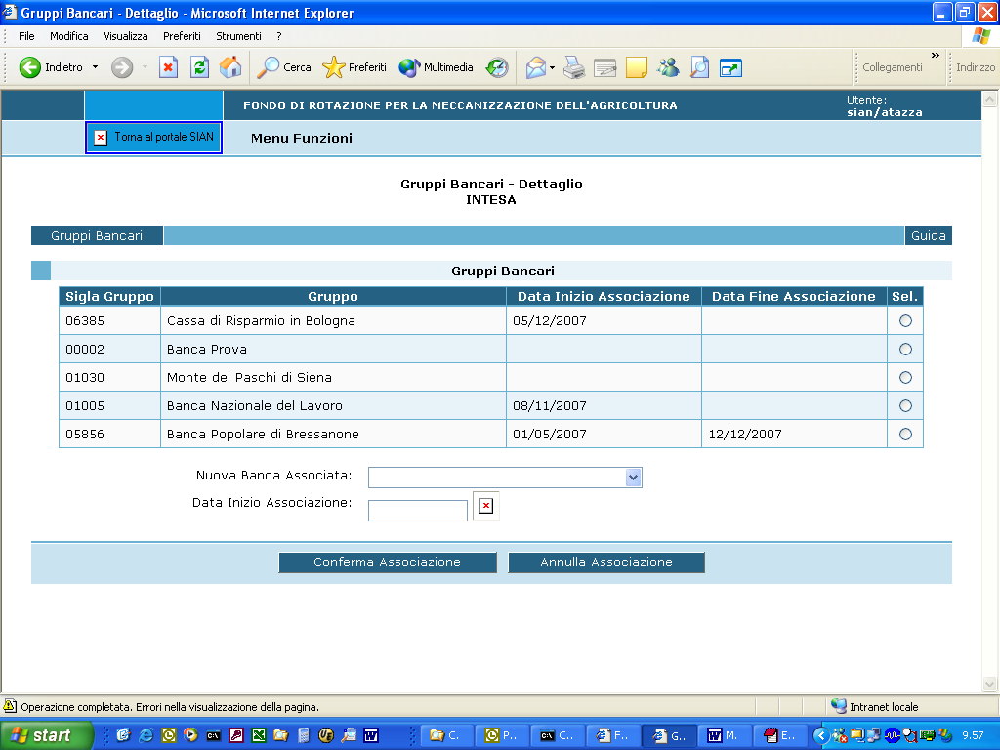 Gruppi Bancari - Dettaglio - Microsoft Internet Explorer
File Modifica Visualizza Preferiti Strumenti ?
Indietro Cerca Preferiti Multimedia Collegamenti » Indirizzo
FONDO DI ROTAZIONE PER LA MECCANIZZAZIONE DELL'AGRICOLTURA
Utente:
sian/atazza
Torna al portale SIAN
Menu Funzioni
Gruppi Bancari - Dettaglio
INTESA
Gruppi Bancari Guida
Gruppi Bancari
Sigla Gruppo Gruppo Data Inizio Associazione Data Fine Associazione Sel.
06385 Cassa di Risparmio in Bologna 05/12/2007
00002 Banca Prova
01030 Monte dei Paschi di Siena
01005 Banca Nazionale del Lavoro 08/11/2007
05856 Banca Popolare di Bressanone 01/05/2007 12/12/2007
Nuova Banca Associata:
Data Inizio Associazione:
Conferma Associazione Annulla Associazione
Operazione completata. Errori nella visualizzazione della pagina. Intranet locale
start C.. P.. C.. F.. G.. M.. E.. 9.57